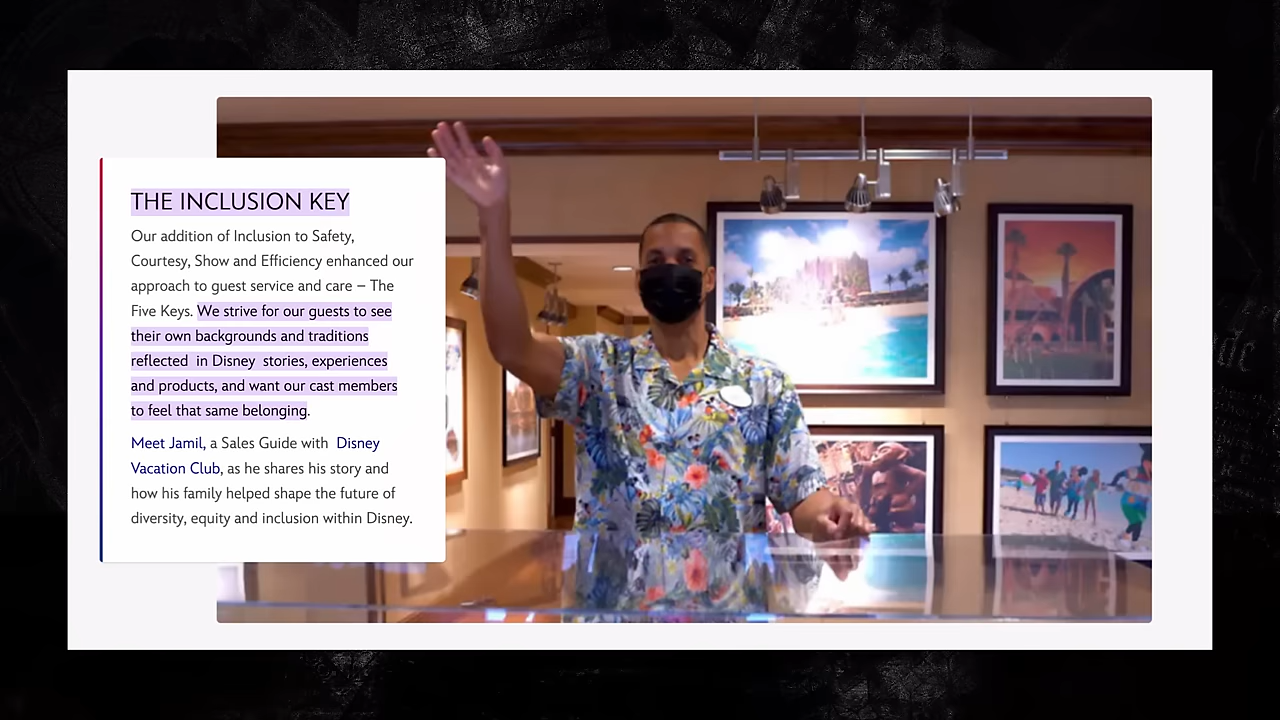 THE INCLUSION KEY
Our addition of Inclusion to Safety,
Courtesy, Show and Efficiency enhanced our
approach to guest service and care – The
Five Keys. We strive for our guests to see
their own backgrounds and traditions
reflected in Disney stories, experiences
and products, and want our cast members
to feel that same belonging.
Meet Jamil, a Sales Guide with Disney
Vacation Club, as he shares his story and
how his family helped shape the future of
diversity, equity and inclusion within Disney.